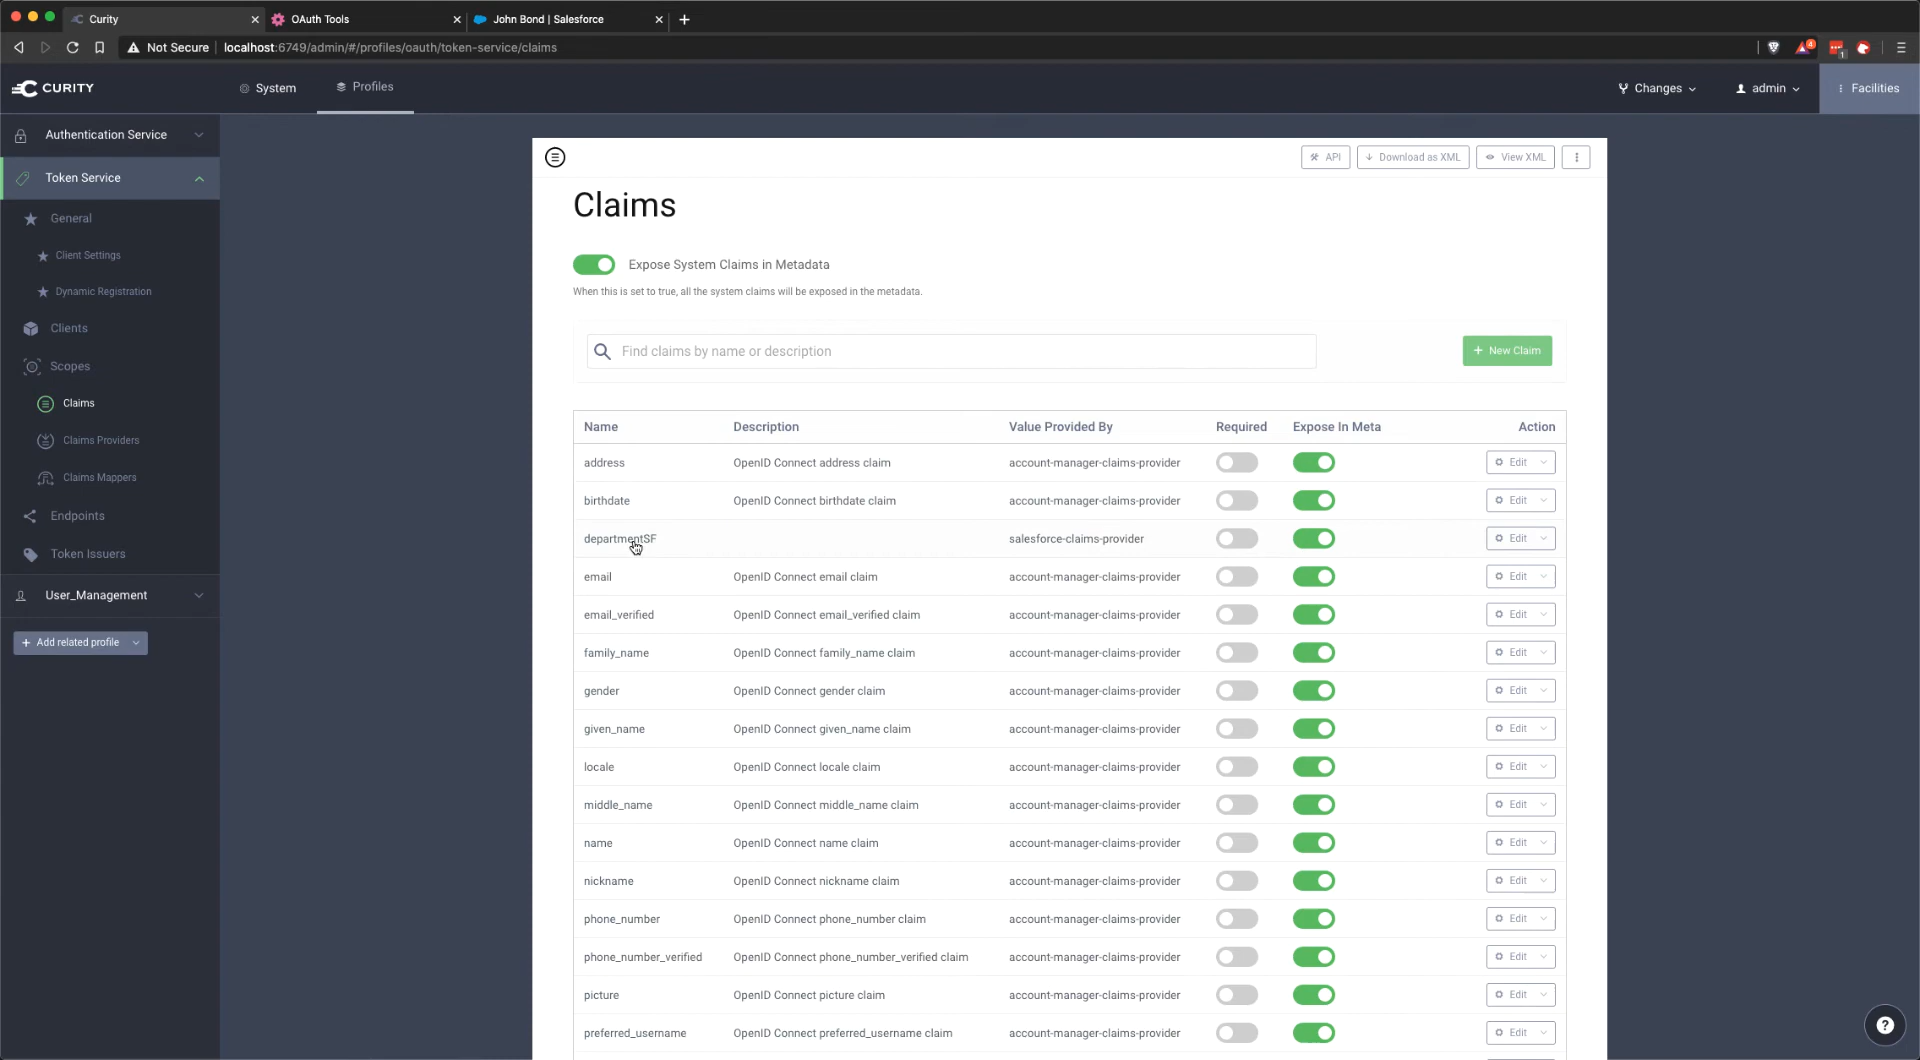 Curity
OAuth Tools
John Bond | Salesforce
Not Secure
localhost:6749/admin/#/profiles/oauth/token-service/claims
4
1
CURITY
System
Profiles
Changes
admin
Facilities
Authentication Service
Token Service
General
Client Settings
Dynamic Registration
Clients
Scopes
Claims
Claims Providers
Claims Mappers
Endpoints
Token Issuers
User_Management
+ Add related profile
API
Download as XML
View XML
Claims
Expose System Claims in Metadata
When this is set to true, all the system claims will be exposed in the metadata.
Find claims by name or description
+ New Claim
Name Description Value Provided By Required Expose In Meta Action
address OpenID Connect address claim account-manager-claims-provider Edit
birthdate OpenID Connect birthdate claim account-manager-claims-provider Edit
departmentSF salesforce-claims-provider Edit
email OpenID Connect email claim account-manager-claims-provider Edit
email_verified OpenID Connect email_verified claim account-manager-claims-provider Edit
family_name OpenID Connect family_name claim account-manager-claims-provider Edit
gender OpenID Connect gender claim account-manager-claims-provider Edit
given_name OpenID Connect given_name claim account-manager-claims-provider Edit
locale OpenID Connect locale claim account-manager-claims-provider Edit
middle_name OpenID Connect middle_name claim account-manager-claims-provider Edit
name OpenID Connect name claim account-manager-claims-provider Edit
nickname OpenID Connect nickname claim account-manager-claims-provider Edit
phone_number OpenID Connect phone_number claim account-manager-claims-provider Edit
phone_number_verified OpenID Connect phone_number_verified claim account-manager-claims-provider Edit
picture OpenID Connect picture claim account-manager-claims-provider Edit
preferred_username OpenID Connect preferred_username claim account-manager-claims-provider Edit
?